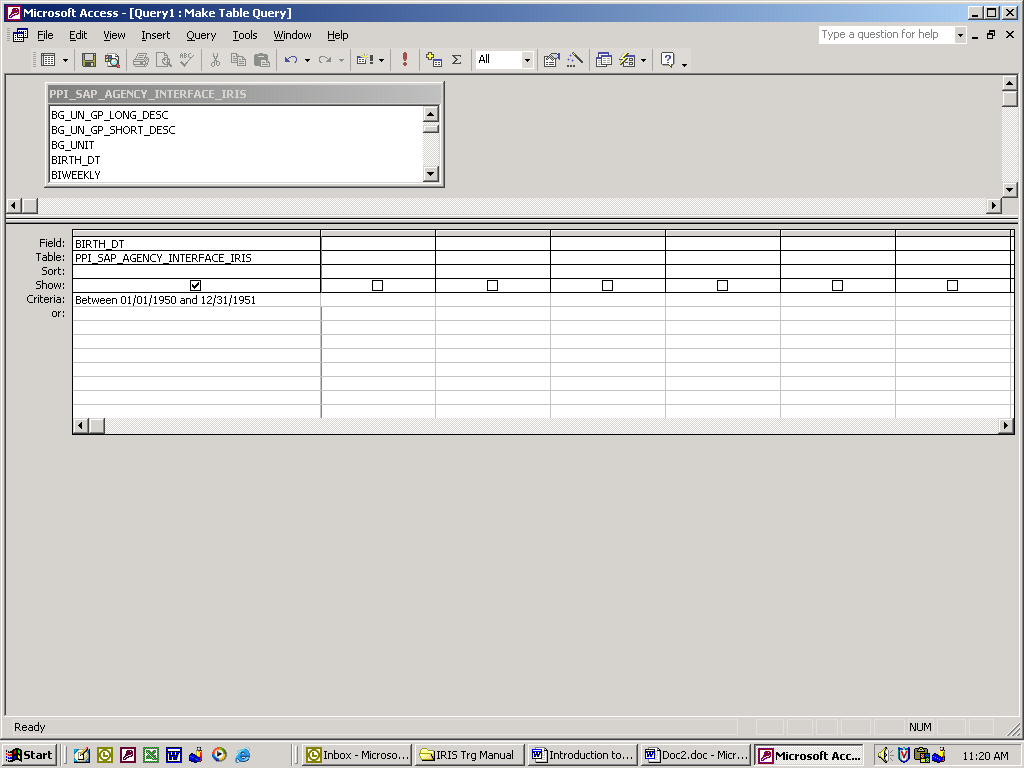 Microsoft Access - [Query1 : Make Table Query]
File Edit View Insert Query Tools Window Help
Type a question for help
All
PPI_SAP_AGENCY_INTERFACE_IRIS
BG_UN_GP_LONG_DESC
BG_UN_GP_SHORT_DESC
BG_UNIT
BIRTH_DT
BIWEEKLY
Field: BIRTH_DT
Table: PPI_SAP_AGENCY_INTERFACE_IRIS
Sort:
Show:
Criteria: Between 01/01/1950 and 12/31/1951
or:
Ready NUM
Start Inbox - Microso... IRIS Trg Manual Introduction to... Doc2.doc - Micr... Microsoft Acc... 11:20 AM